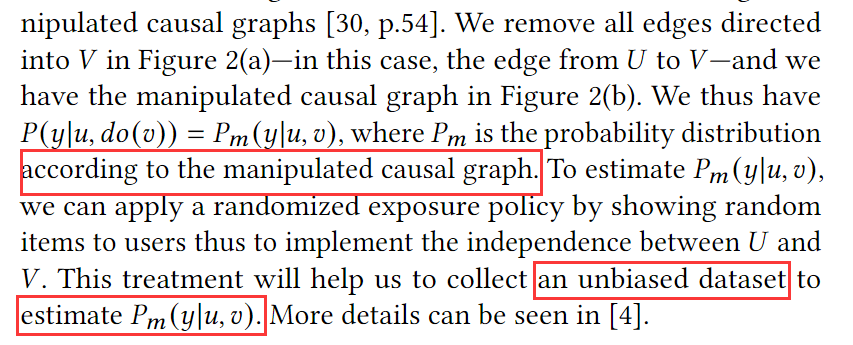 nipulated causal graphs [30, p.54]. We remove all edges directed
into V in Figure 2(a)—in this case, the edge from U to V—and we
have the manipulated causal graph in Figure 2(b). We thus have
P(y|u, do(v)) = Pm(y|u, v), where Pm is the probability distribution
according to the manipulated causal graph. To estimate Pm(y|u, v),
we can apply a randomized exposure policy by showing random
items to users thus to implement the independence between U and
V. This treatment will help us to collect an unbiased dataset to
estimate Pm(y|u, v). More details can be seen in [4].